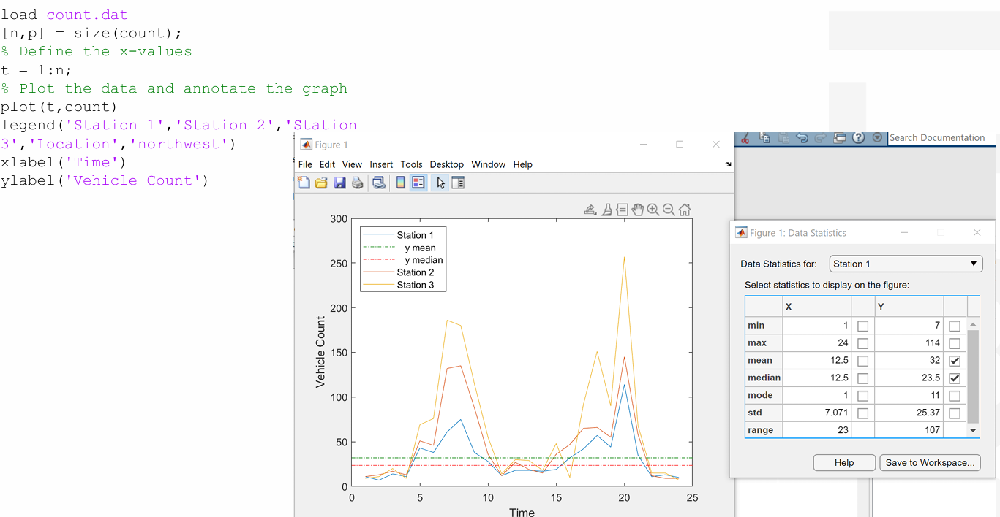 load count.dat
[n,p] = size(count);
% Define the x-values
t = 1:n;
% Plot the data and annotate the graph
plot(t,count)
legend('Station 1','Station 2','Station
3','Location','northwest')
xlabel('Time')
ylabel('Vehicle Count')
Search Documentation
Figure 1
File Edit View Insert Tools Desktop Window Help
300
250
200
150
100
50
0
Vehicle Count
Station 1
y mean
y median
Station 2
Station 3
0 5 10 15 20 25
Time
Figure 1: Data Statistics
Data Statistics for: Station 1
Select statistics to display on the figure:
X Y
min 1 7
max 24 114
mean 12.5 32
median 12.5 23.5
mode 1 11
std 7.071 25.37
range 23 107
Help Save to Workspace...